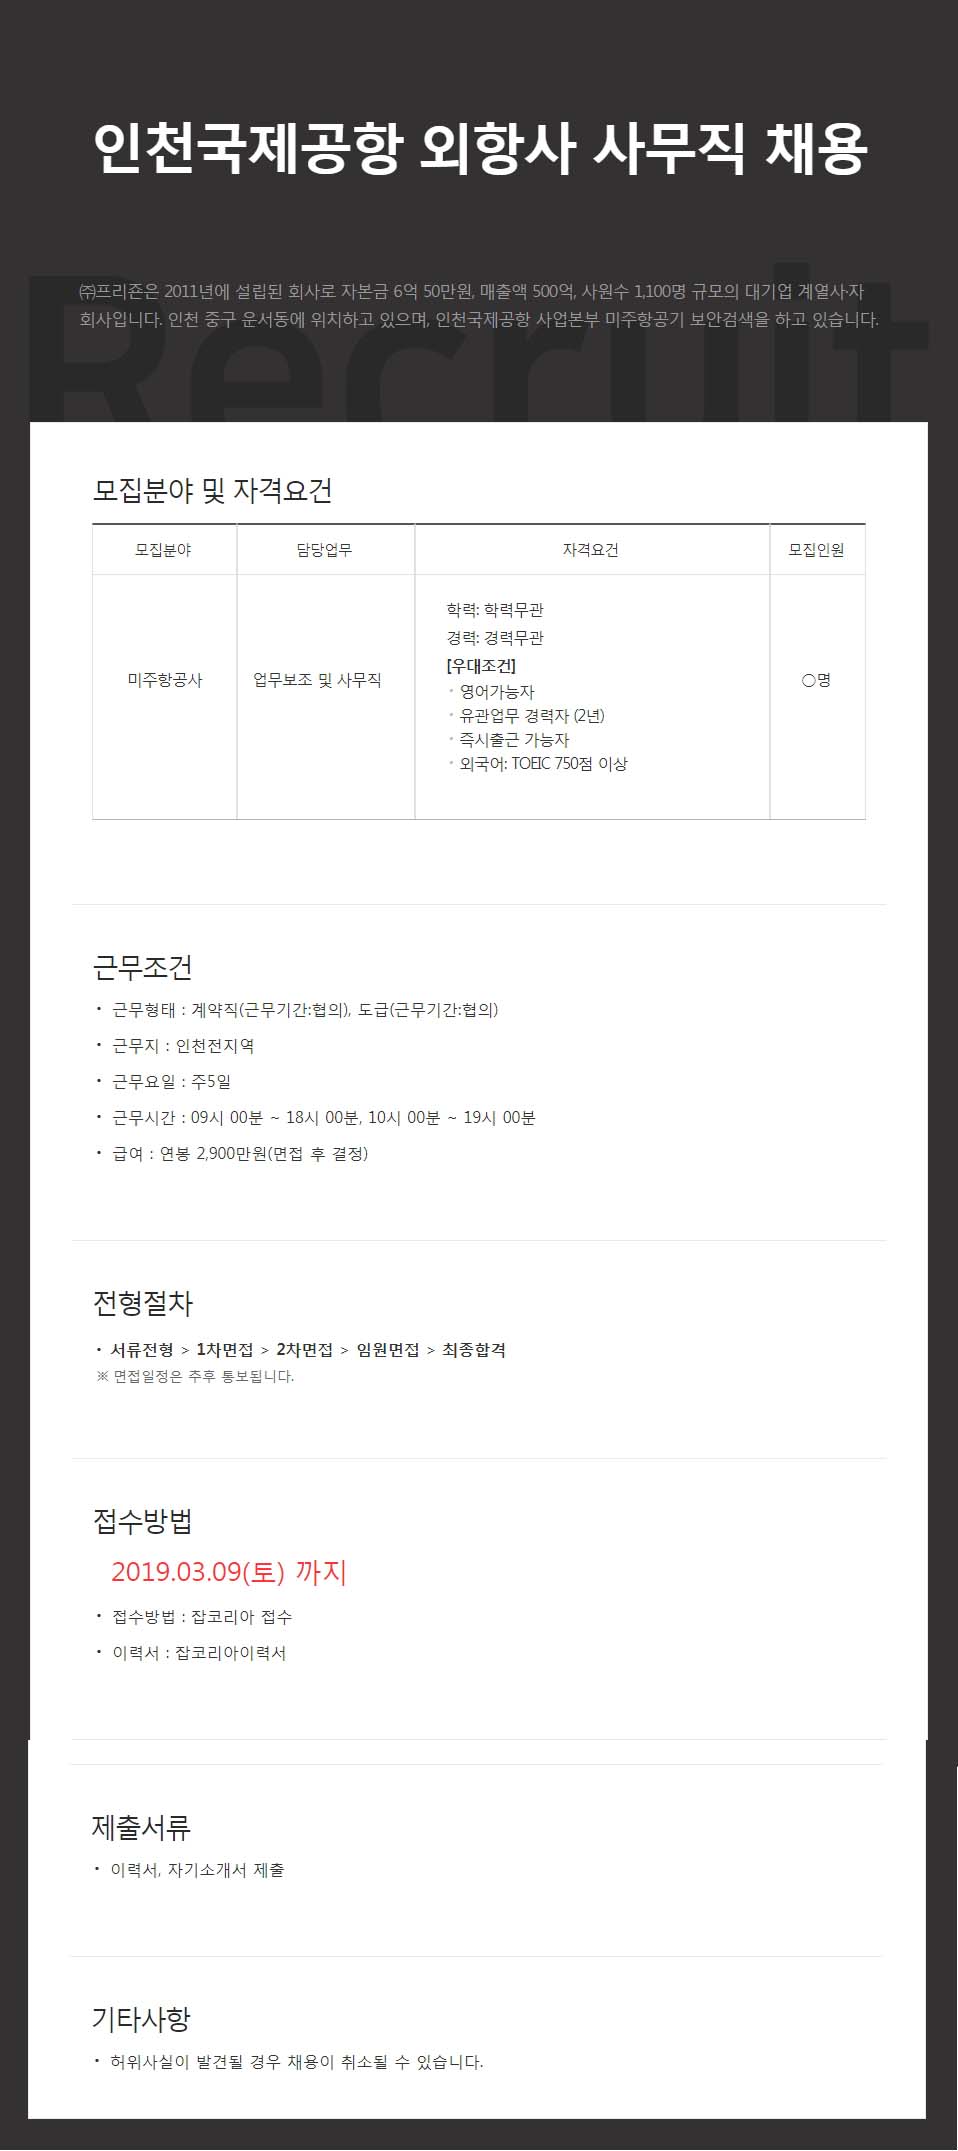 인천국제공항 외항사 사무직 채용
Recruit
㈜프리죤은 2011년에 설립된 회사로 자본금 6억 50만원, 매출액 500억, 사원수 1,100명 규모의 대기업 계열사·자
회사입니다. 인천 중구 운서동에 위치하고 있으며, 인천국제공항 사업본부 미주항공기 보안검색을 하고 있습니다.
모집분야 및 자격요건
모집분야 담당업무 자격요건 모집인원
학력: 학력무관
경력: 경력무관
[우대조건]
미주항공사 업무보조 및 사무직 ○명
• 영어가능자
• 유관업무 경력자 (2년)
• 즉시출근 가능자
• 외국어: TOEIC 750점 이상
근무조건
• 근무형태 : 계약직(근무기간:협의), 도급(근무기간:협의)
• 근무지 : 인천전지역
• 근무요일 : 주5일
• 근무시간 : 09시 00분 ~ 18시 00분, 10시 00분 ~ 19시 00분
• 급여 : 연봉 2,900만원(면접 후 결정)
전형절차
• 서류전형 > 1차면접 > 2차면접 > 임원면접 > 최종합격
※ 면접일정은 추후 통보됩니다.
접수방법
2019.03.09(토) 까지
• 접수방법 : 잡코리아 접수
• 이력서 : 잡코리아이력서
제출서류
• 이력서, 자기소개서 제출
기타사항
• 허위사실이 발견될 경우 채용이 취소될 수 있습니다.